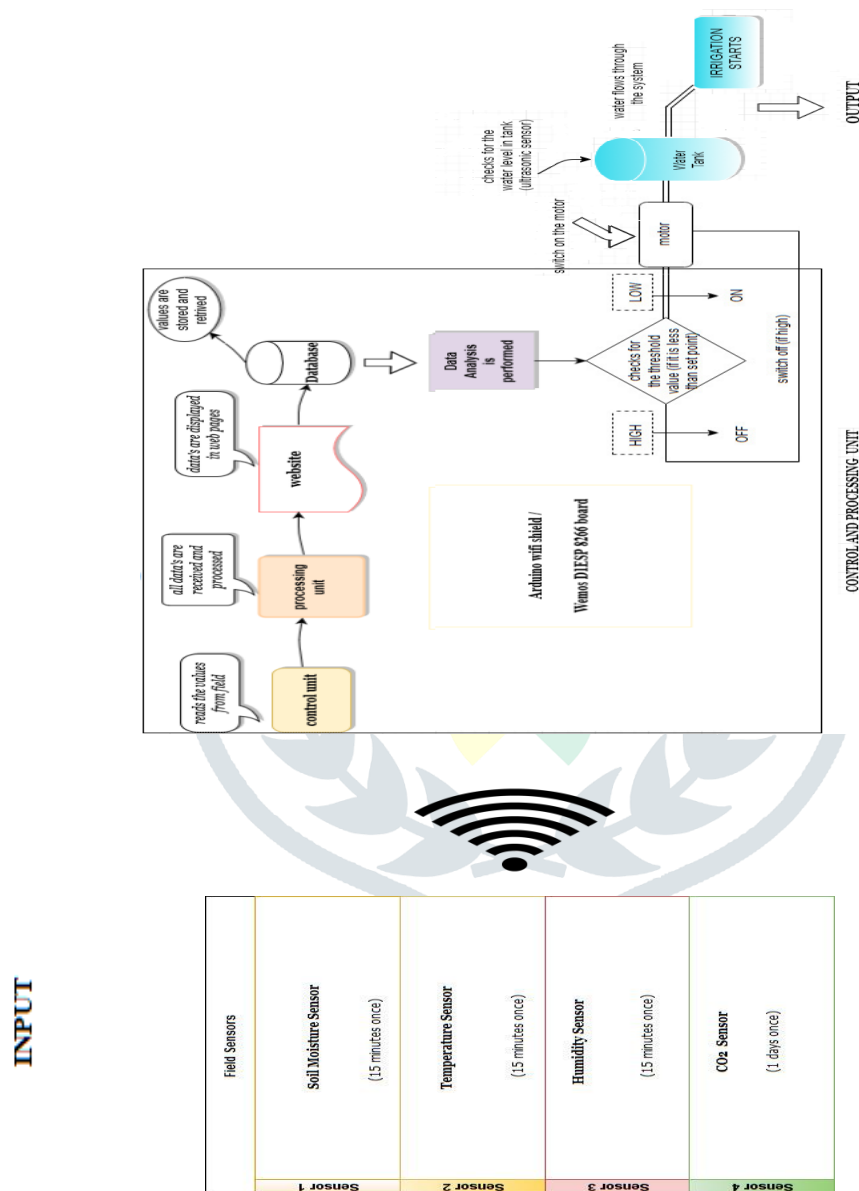 INPUT
Field Sensors
Sensor 1
Soil Moisture Sensor
(15 minutes once)
Sensor 2
Temperature Sensor
(15 minutes once)
Sensor 3
Humidity Sensor
(15 minutes once)
Sensor 4
CO2 Sensor
(1 days once)
reads the values
from field
control unit
all data's are
received and
processed
processing
unit
data's are displayed
in web pages
website
values are
stored and
retrived
Database
Data
Analysis
is
performed
Arduino wifi shield /
Wemos D1ESP 8266 board
checks for
the threshold
value (if it is less
than set point)
HIGH
OFF
LOW
ON
switch off (if high)
CONTROL AND PROCESSING UNIT
switch on the motor
motor
checks for the
water level in tank
(ultrasonic sensor)
Water
Tank
water flows through
the system
IRRIGATION
STARTS
OUTPUT